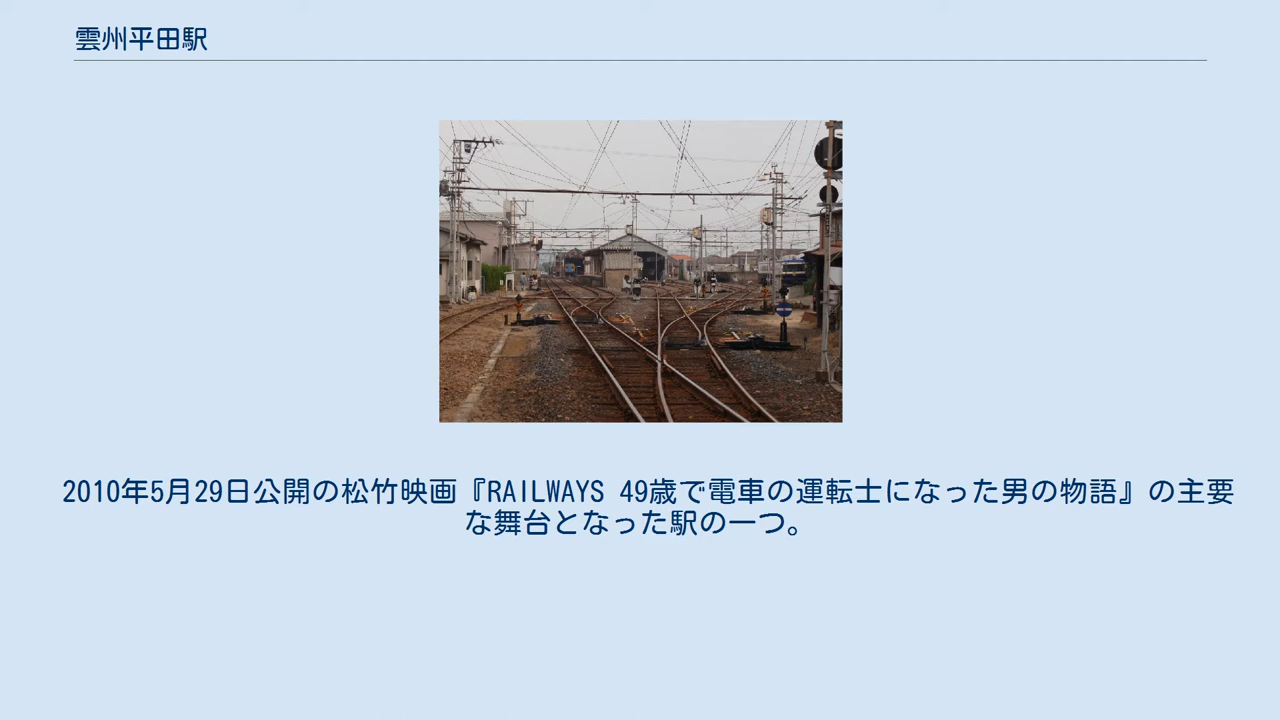 雲州平田駅
2010年5月29日公開の松竹映画『RAILWAYS 49歳で電車の運転士になった男の物語』の主要
な舞台となった駅の一つ。